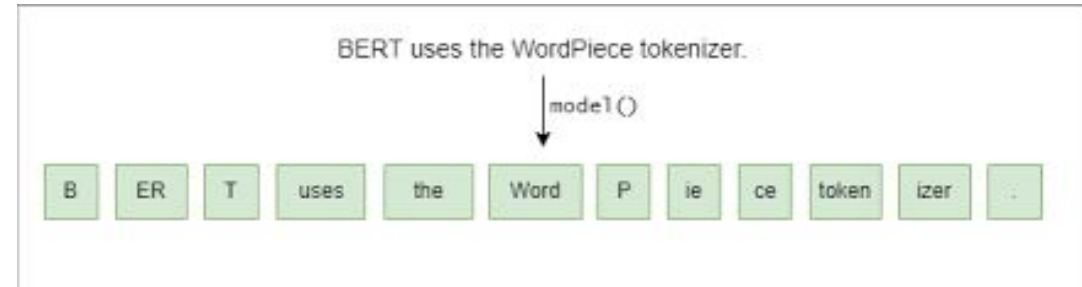 BERT uses the WordPiece tokenizer.
model()
B ER T uses the Word P ie ce token izer .